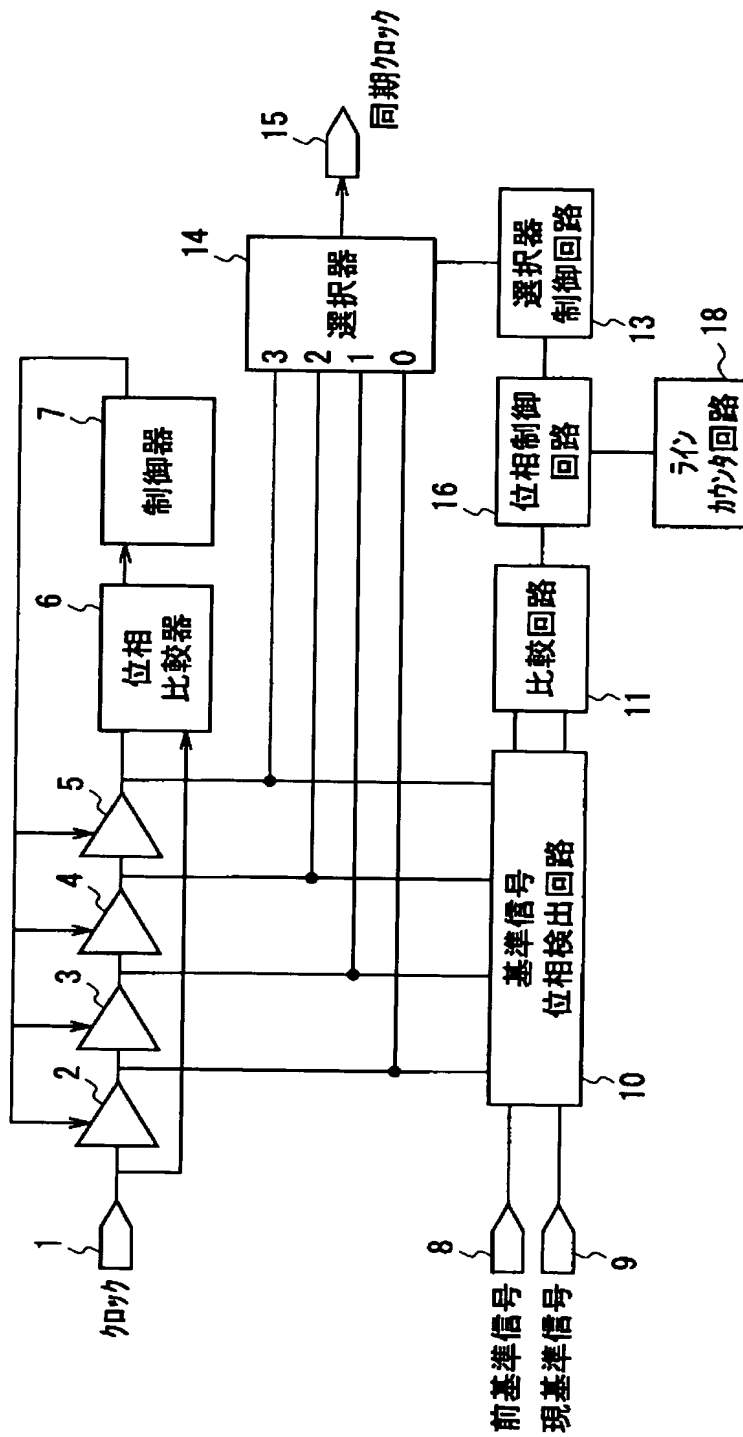 1
クロック
2
3
4
5
6
位相
比較器
7
制御器
14
3
2
1
0
選択器
15
同期クロック
8
前基準信号
9
現基準信号
10
基準信号
位相検出回路
11
比較回路
16
位相制御
回路
13
選択器
制御回路
18
ライン
カウンタ回路